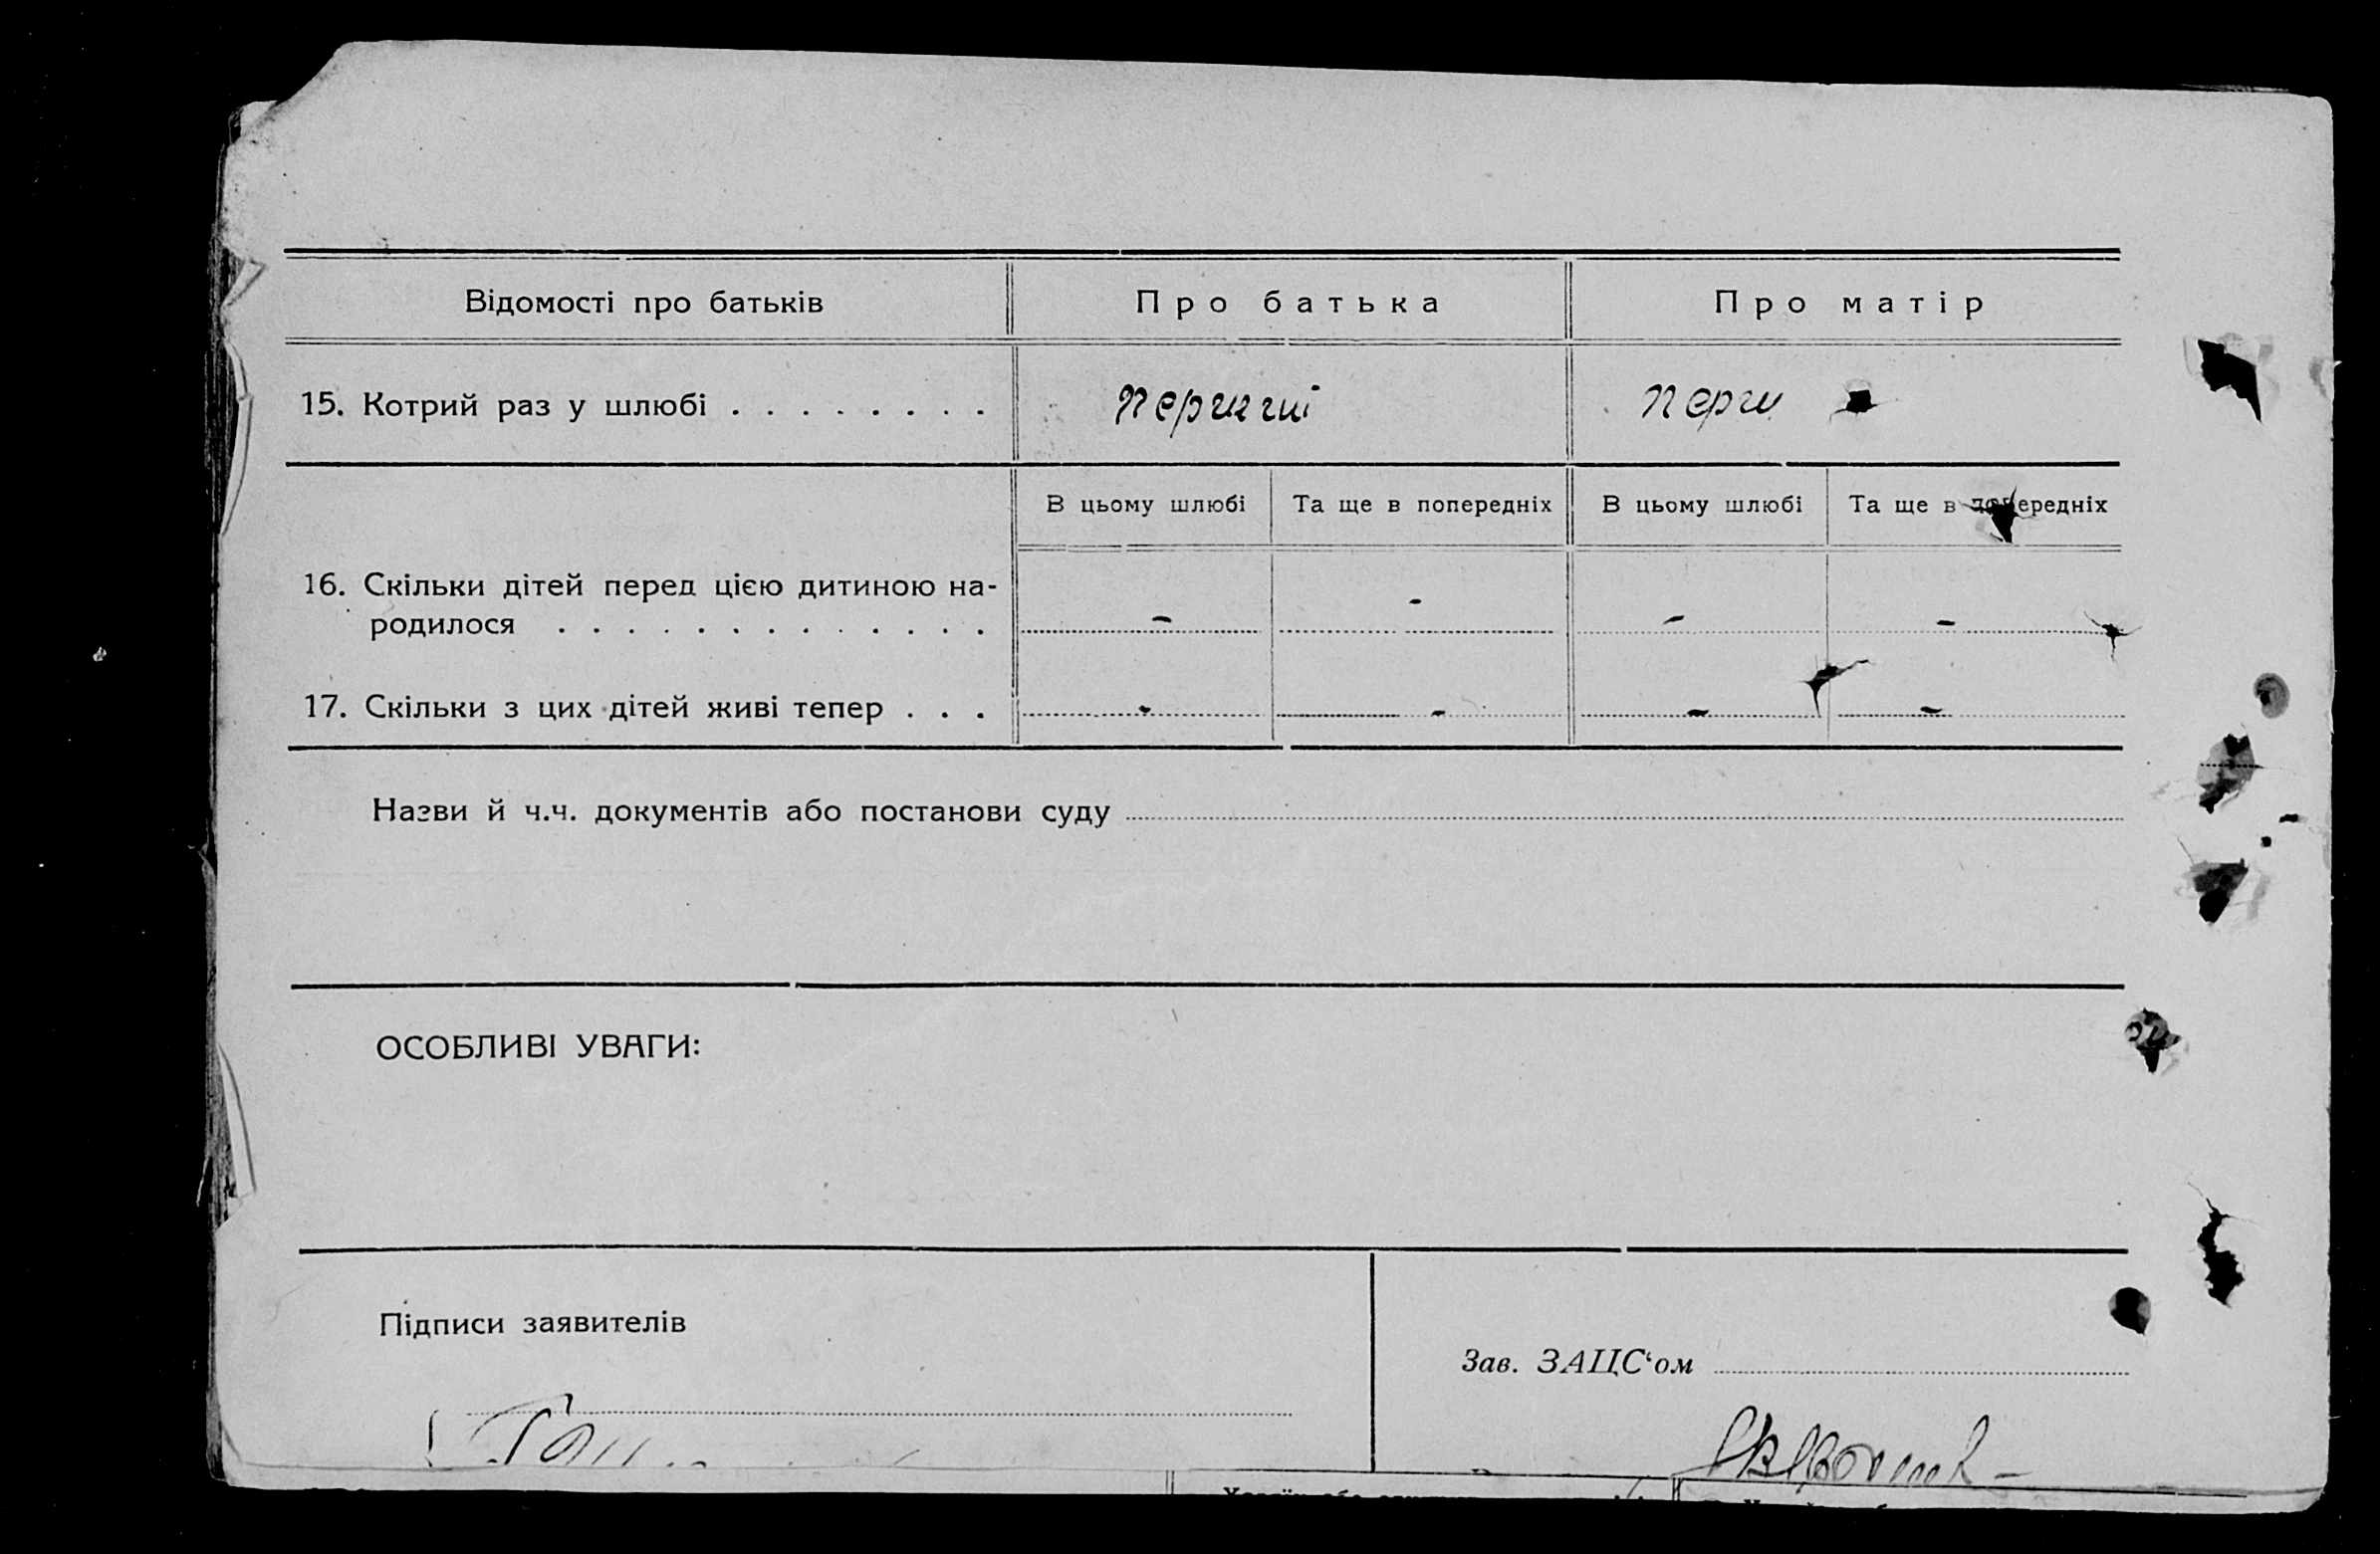 Відомості про батьків
Про батька
Про матір
15. Котрий раз у шлюбі . . . . . . . .
перший
перш
В цьому шлюбі
Та ще в попередніх
В цьому шлюбі
Та ще в попередніх
16. Скільки дітей перед цією дитиною на-
родилося . . . . . . . . . . . . .
- - - -
17. Скільки з цих дітей живі тепер . . .
- - - -
Назви й ч.ч. документів або постанови суду
ОСОБЛИВІ УВАГИ:
Підписи заявителів
Зав. ЗАЦС‘ом